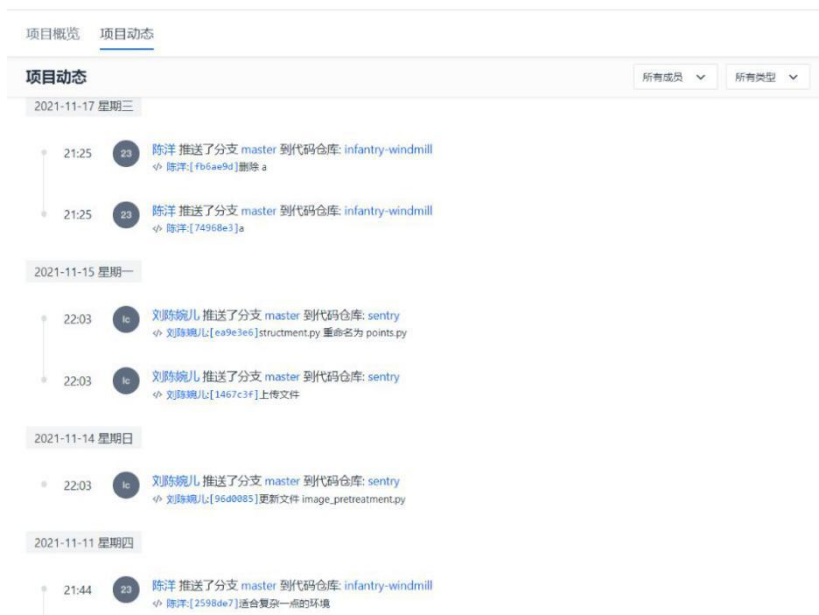 项目概览 项目动态
项目动态 所有成员 所有类型
2021-11-17 星期三
21:25 23 陈洋 推送了分支 master 到代码仓库: infantry-windmill
</> 陈洋:[fb6ae9d]删除 a
21:25 23 陈洋 推送了分支 master 到代码仓库: infantry-windmill
</> 陈洋:[74968e3]a
2021-11-15 星期一
22:03 lc 刘陈婉儿 推送了分支 master 到代码仓库: sentry
</> 刘陈婉儿:[ea9e3e6]structment.py 重命名为 points.py
22:03 lc 刘陈婉儿 推送了分支 master 到代码仓库: sentry
</> 刘陈婉儿:[1467c3f]上传文件
2021-11-14 星期日
22:03 lc 刘陈婉儿 推送了分支 master 到代码仓库: sentry
</> 刘陈婉儿:[96d0085]更新文件 image_pretreatment.py
2021-11-11 星期四
21:44 23 陈洋 推送了分支 master 到代码仓库: infantry-windmill
</> 陈洋:[2598de7]适合复杂一点的环境